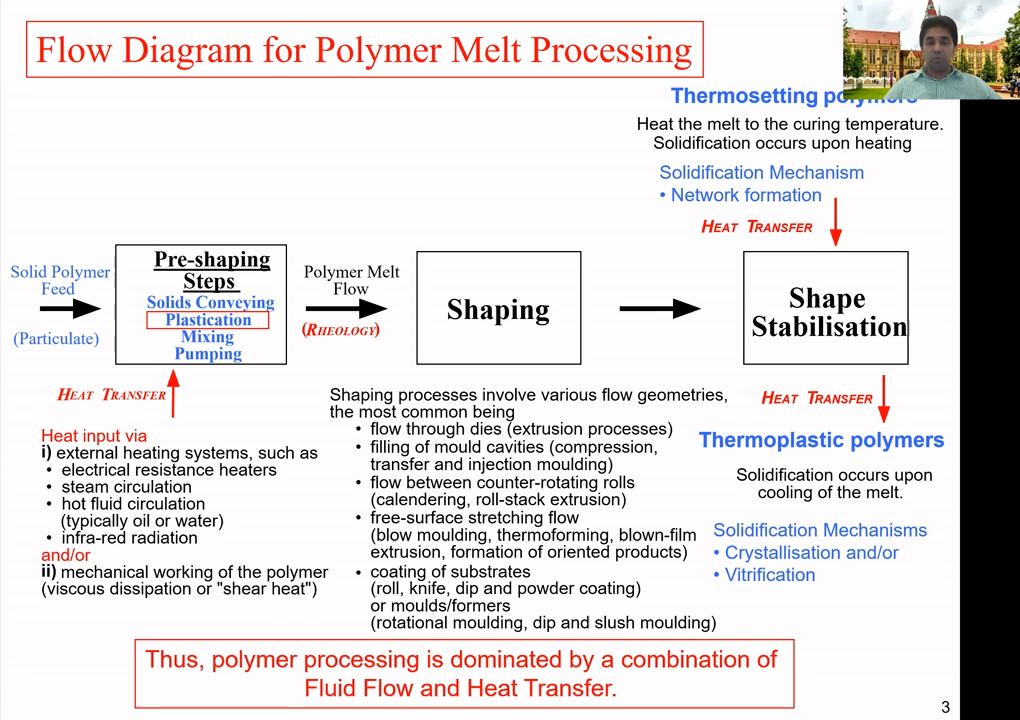 Flow Diagram for Polymer Melt Processing
Thermosetting polymers
Heat the melt to the curing temperature.
Solidification occurs upon heating
Solidification Mechanism
• Network formation
HEAT TRANSFER
Solid Polymer
Feed
(Particulate)
Pre-shaping
Steps
Solids Conveying
Plastication
Mixing
Pumping
Polymer Melt
Flow
(RHEOLOGY)
Shaping
Shape
Stabilisation
HEAT TRANSFER
Heat input via
i) external heating systems, such as
• electrical resistance heaters
• steam circulation
• hot fluid circulation
(typically oil or water)
• infra-red radiation
and/or
ii) mechanical working of the polymer
(viscous dissipation or "shear heat")
Shaping processes involve various flow geometries,
the most common being
• flow through dies (extrusion processes)
• filling of mould cavities (compression,
transfer and injection moulding)
• flow between counter-rotating rolls
(calendering, roll-stack extrusion)
• free-surface stretching flow
(blow moulding, thermoforming, blown-film
extrusion, formation of oriented products)
• coating of substrates
(roll, knife, dip and powder coating)
or moulds/formers
(rotational moulding, dip and slush moulding)
HEAT TRANSFER
Thermoplastic polymers
Solidification occurs upon
cooling of the melt.
Solidification Mechanisms
• Crystallisation and/or
• Vitrification
Thus, polymer processing is dominated by a combination of
Fluid Flow and Heat Transfer.
3